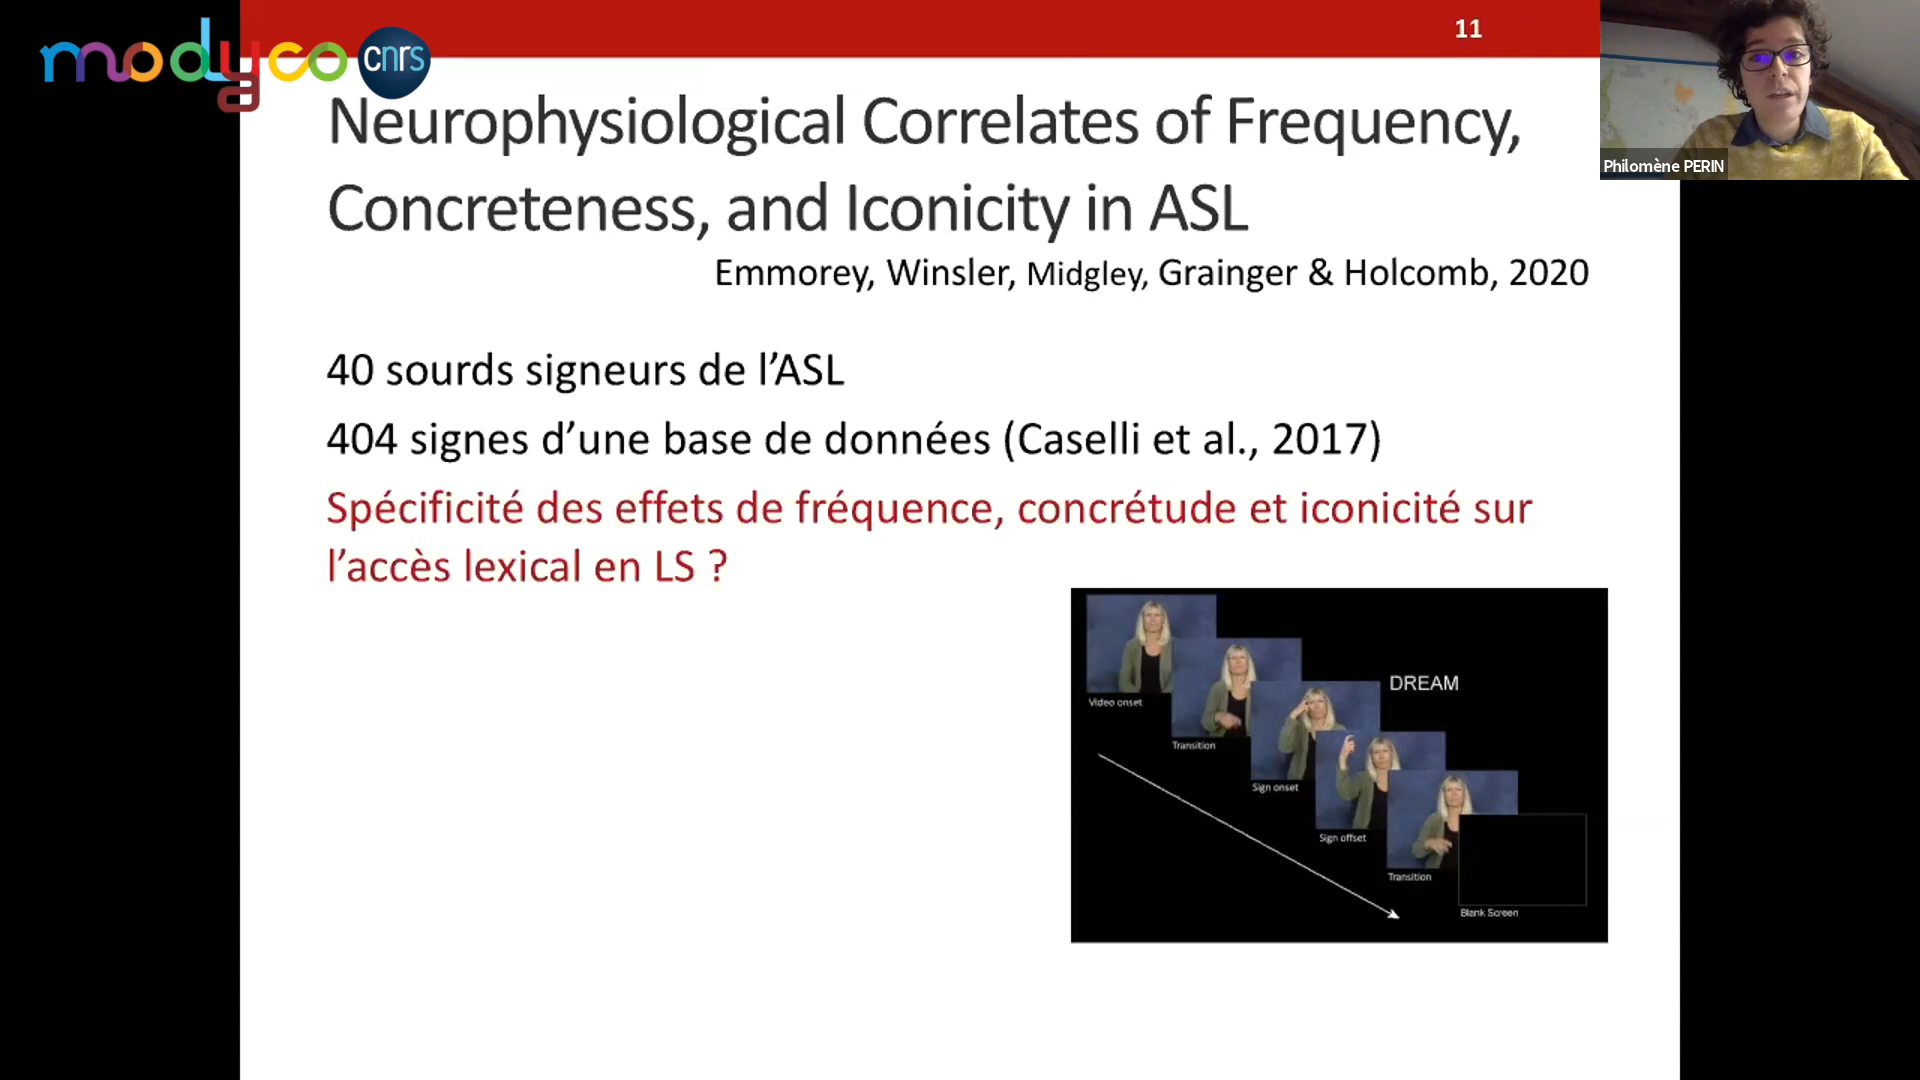 modyco cnrs
11
Philomène PERIN
Neurophysiological Correlates of Frequency,
Concreteness, and Iconicity in ASL
Emmorey, Winsler, Midgley, Grainger & Holcomb, 2020
40 sourds signeurs de l’ASL
404 signes d’une base de données (Caselli et al., 2017)
Spécificité des effets de fréquence, concrétude et iconicité sur
l’accès lexical en LS ?
DREAM
Video onset
Transition
Sign onset
Sign offset
Transition
Blank Screen